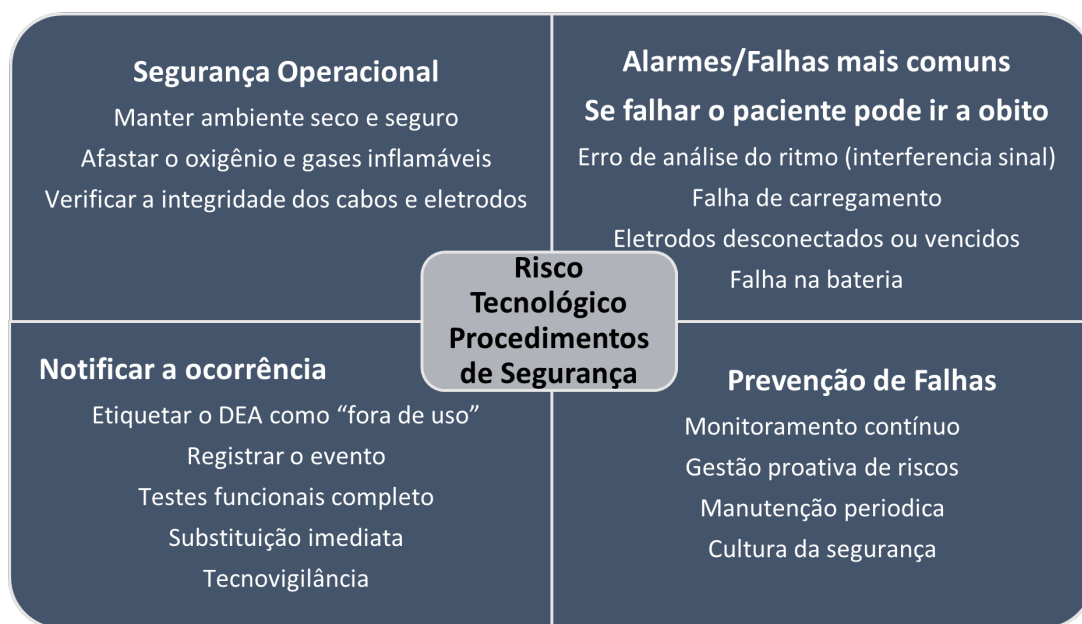 Segurança Operacional
Manter ambiente seco e seguro
Afastar o oxigênio e gases inflamáveis
Verificar a integridade dos cabos e eletrodos
Alarmes/Falhas mais comuns
Se falhar o paciente pode ir a obito
Erro de análise do ritmo (interferencia sinal)
Falha de carregamento
Eletrodos desconectados ou vencidos
Falha na bateria
Risco
Tecnológico
Procedimentos
de Segurança
Notificar a ocorrência
Etiquetar o DEA como “fora de uso”
Registrar o evento
Testes funcionais completo
Substituição imediata
Tecnovigilância
Prevenção de Falhas
Monitoramento contínuo
Gestão proativa de riscos
Manutenção periodica
Cultura da segurança